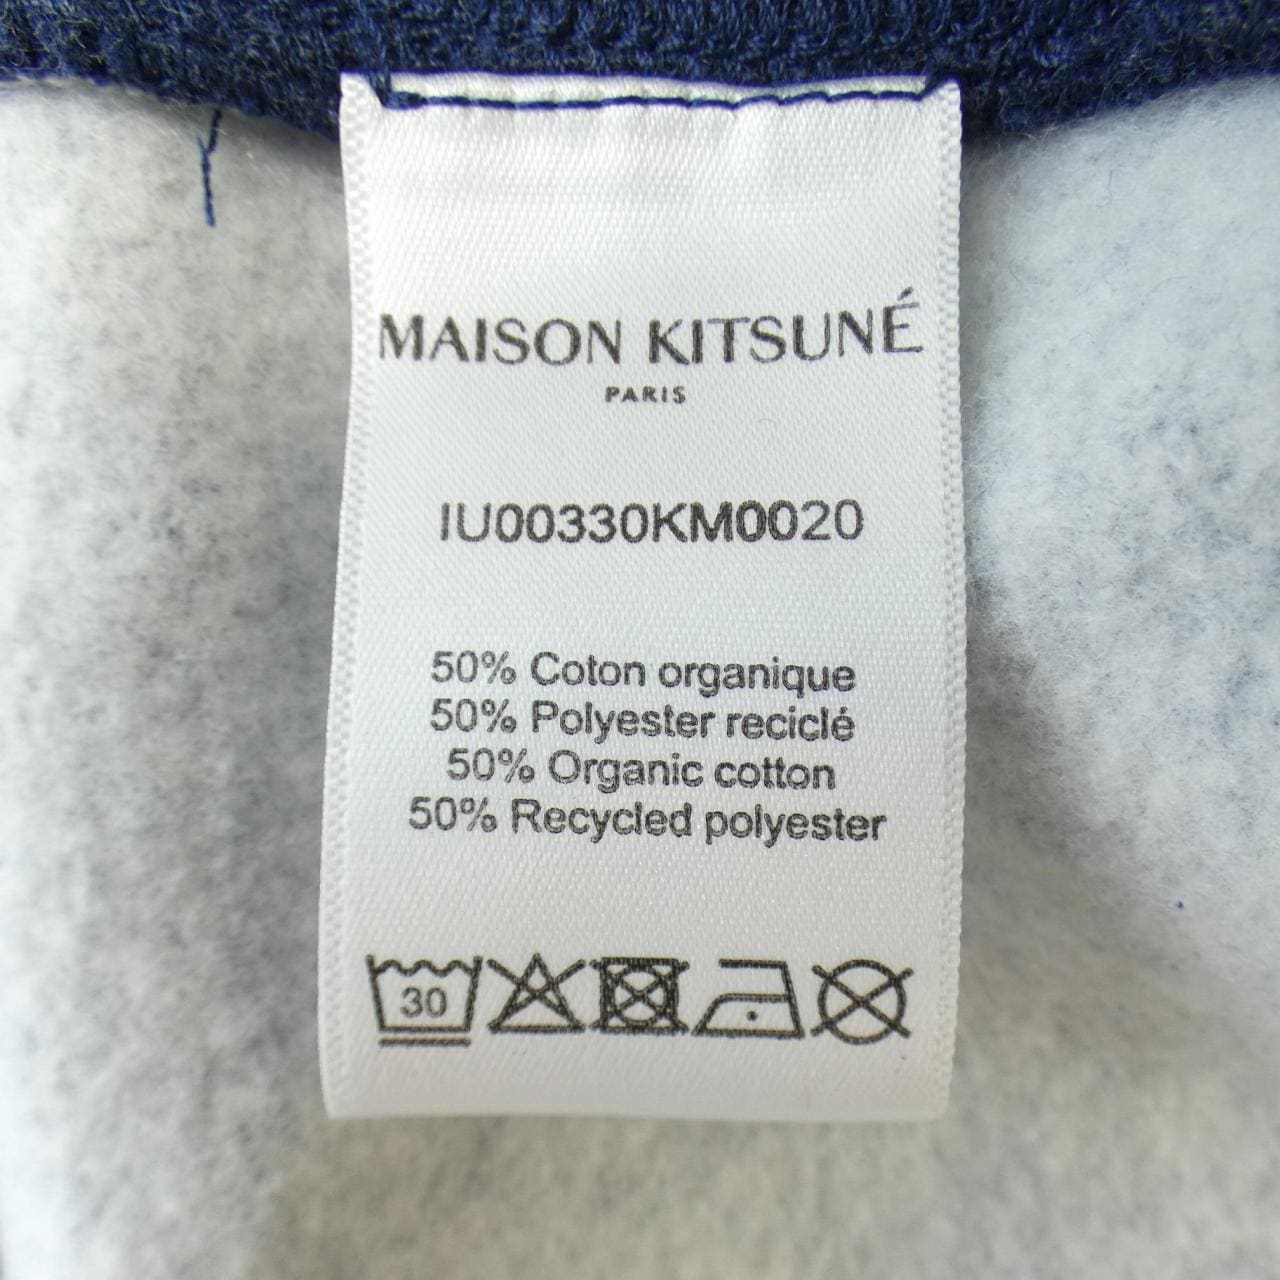 MAISON KITSUNÉ
PARIS
IU00330KM0020
50% Coton organique
50% Polyester reciclé
50% Organic cotton
50% Recycled polyester
30